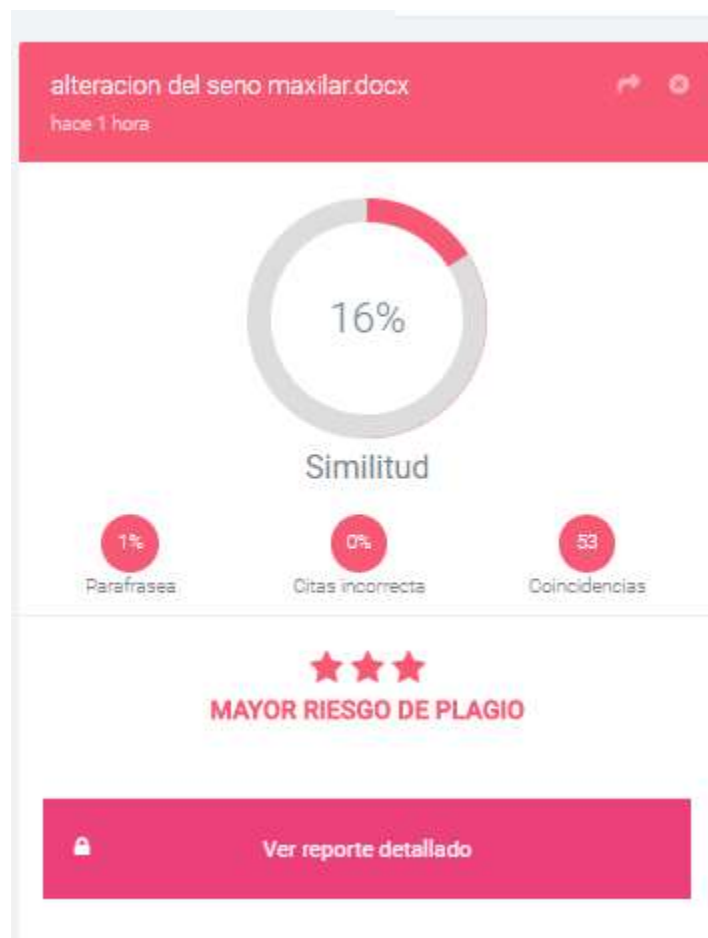 alteracion del seno maxilar.docx
hace 1 hora
16%
Similitud
1% 0% 53
Parafrasea Citas incorrecta Coincidencias
MAYOR RIESGO DE PLAGIO
Ver reporte detallado